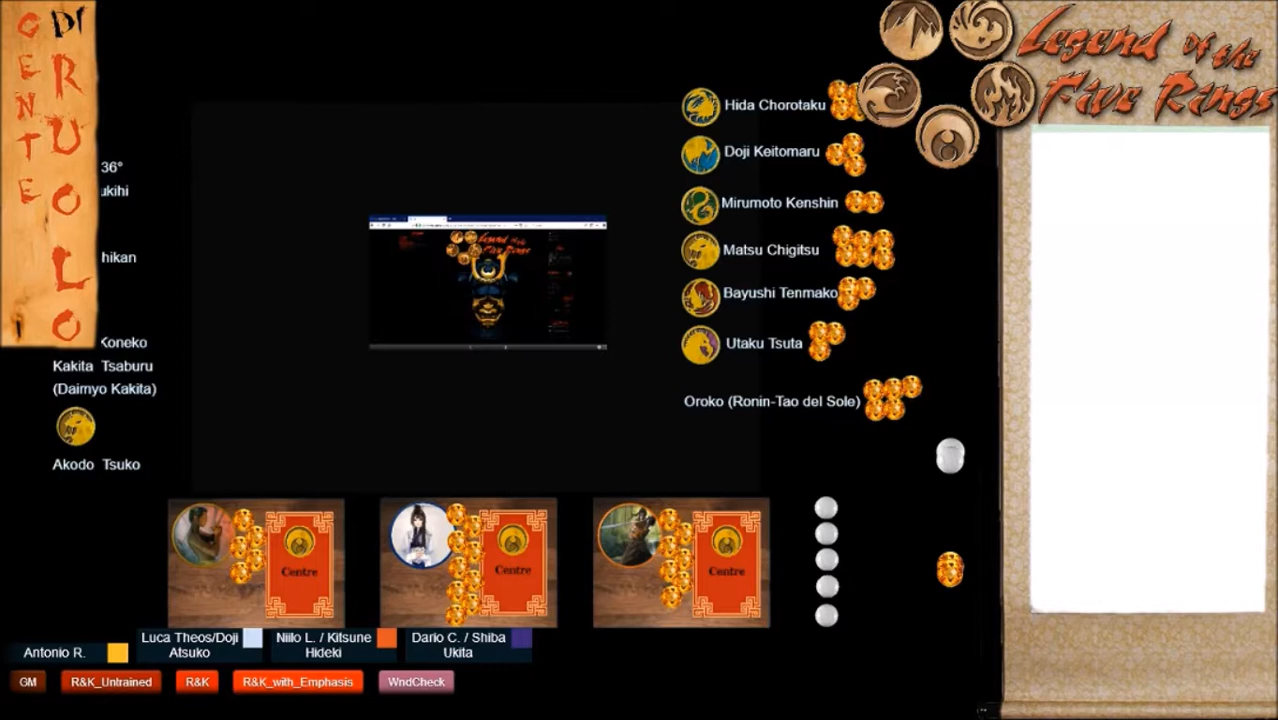 GENTE
DI
RUOLO
Legend of the
Five Rings
36°
ukihi
hikan
Koneko
Kakita Tsaburu
(Daimyo Kakita)
Akodo Tsuko
Hida Chorotaku
Doji Keitomaru
Mirumoto Kenshin
Matsu Chigitsu
Bayushi Tenmako
Utaku Tsuta
Oroko (Ronin-Tao del Sole)
Centre
Centre
Centre
Antonio R.
Luca Theos/Doji
Atsuko
Niilo L. / Kitsune
Hideki
Dario C. / Shiba
Ukita
GM
R&K_Untrained
R&K
R&K_with_Emphasis
WndCheck